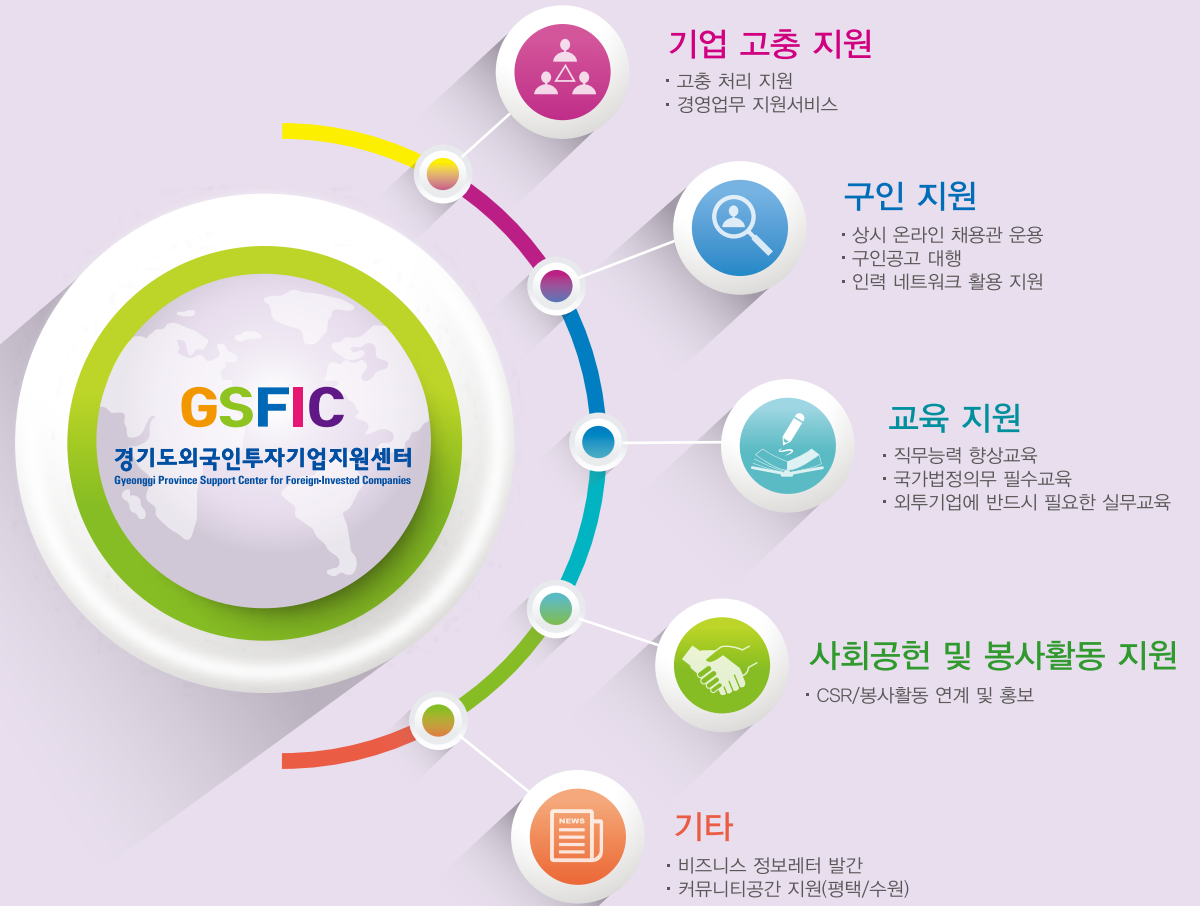 GSFIC
경기도외국인투자기업지원센터
Gyeonggi Province Support Center for Foreign-Invested Companies
기업 고충 지원
· 고충 처리 지원
· 경영업무 지원서비스
구인 지원
· 상시 온라인 채용관 운용
· 구인공고 대행
· 인력 네트워크 활용 지원
교육 지원
· 직무능력 향상교육
· 국가법정의무 필수교육
· 외투기업에 반드시 필요한 실무교육
사회공헌 및 봉사활동 지원
· CSR/봉사활동 연계 및 홍보
NEWS
기타
· 비즈니스 정보레터 발간
· 커뮤니티공간 지원(평택/수원)